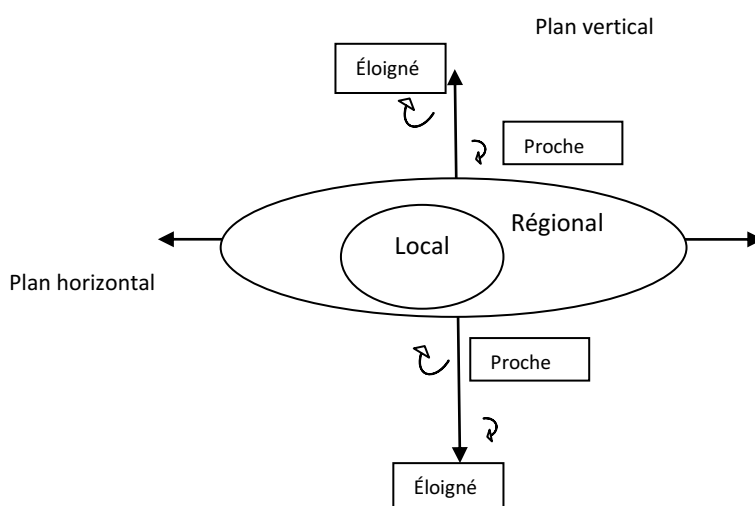 Plan vertical
Éloigné
Proche
Régional
Local
Plan horizontal
Proche
Éloigné